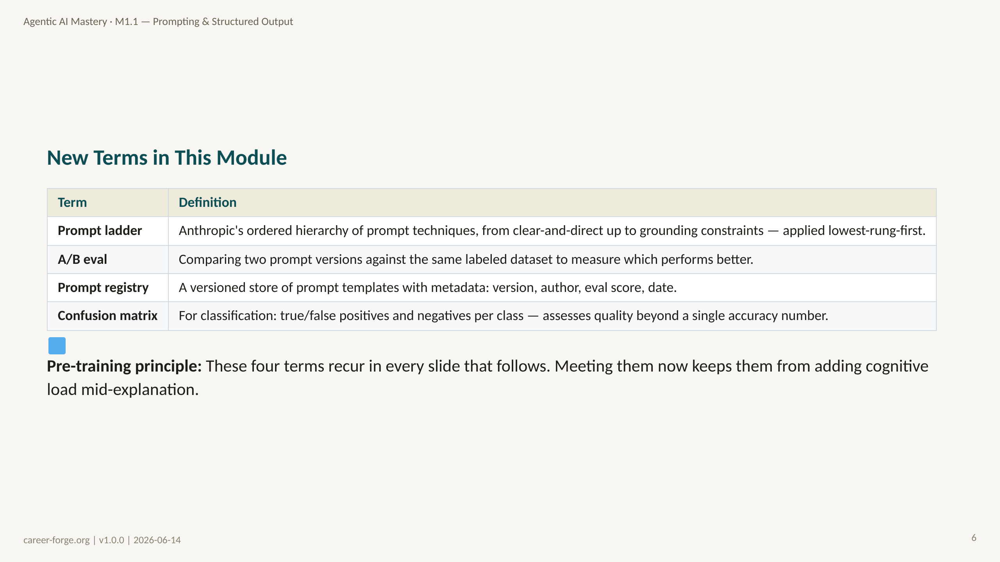 Agentic AI Mastery · M1.1 — Prompting & Structured Output
New Terms in This Module
Term Definition
Prompt ladder Anthropic's ordered hierarchy of prompt techniques, from clear-and-direct up to grounding constraints — applied lowest-rung-first.
A/B eval Comparing two prompt versions against the same labeled dataset to measure which performs better.
Prompt registry A versioned store of prompt templates with metadata: version, author, eval score, date.
Confusion matrix For classification: true/false positives and negatives per class — assesses quality beyond a single accuracy number.
Pre-training principle: These four terms recur in every slide that follows. Meeting them now keeps them from adding cognitive
load mid-explanation.
career-forge.org | v1.0.0 | 2026-06-14
6